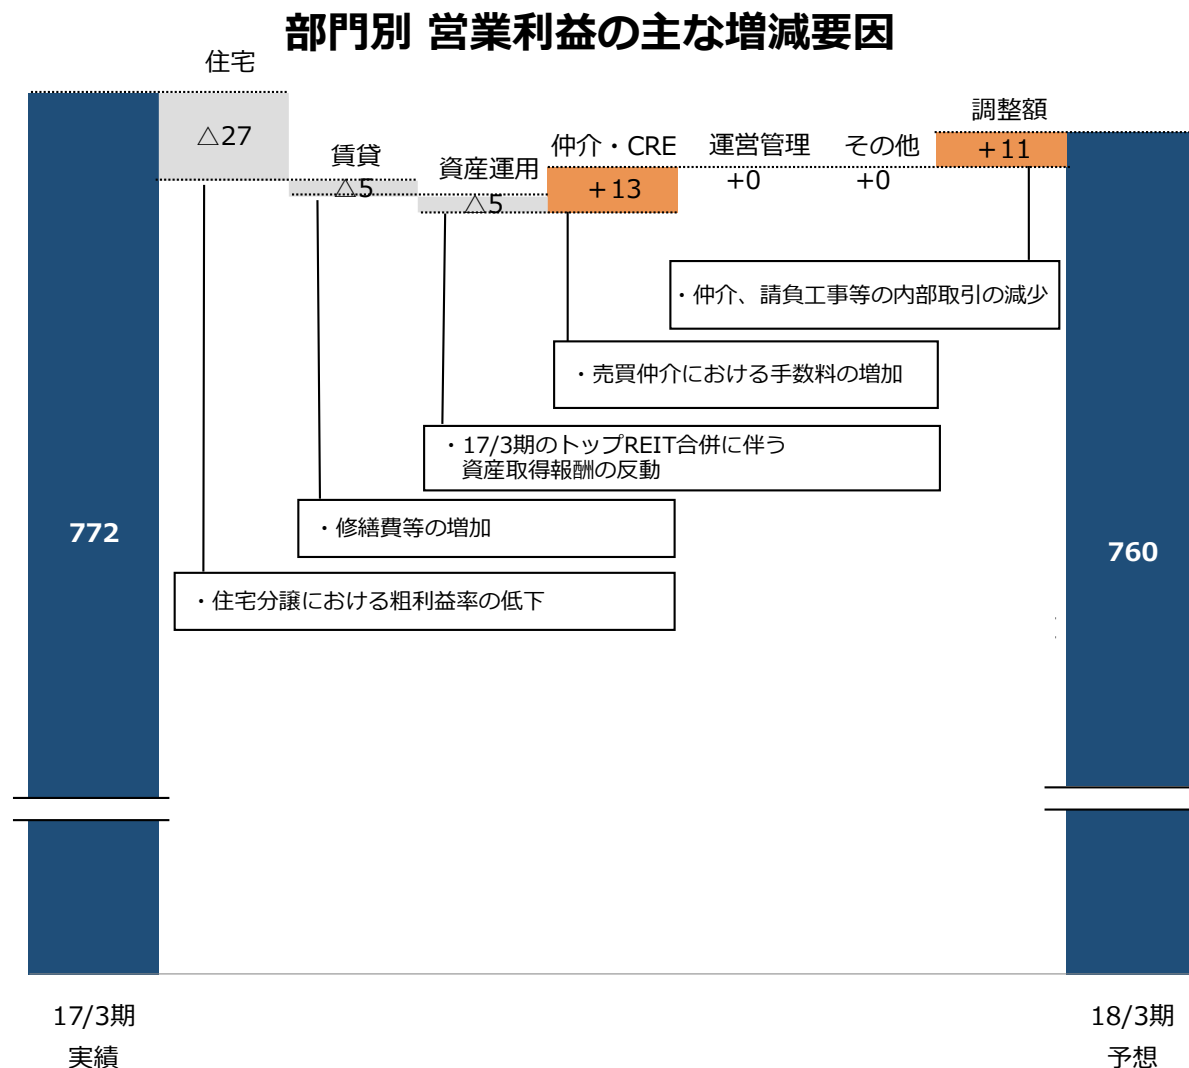 部門別 営業利益の主な増減要因
住宅
△27
賃貸
△5
資産運用
△5
仲介・CRE
+13
運営管理
+0
その他
+0
調整額
+11
・仲介、請負工事等の内部取引の減少
・売買仲介における手数料の増加
・17/3期のトップREIT合併に伴う
資産取得報酬の反動
・修繕費等の増加
・住宅分譲における粗利益率の低下
772
760
17/3期
実績
18/3期
予想